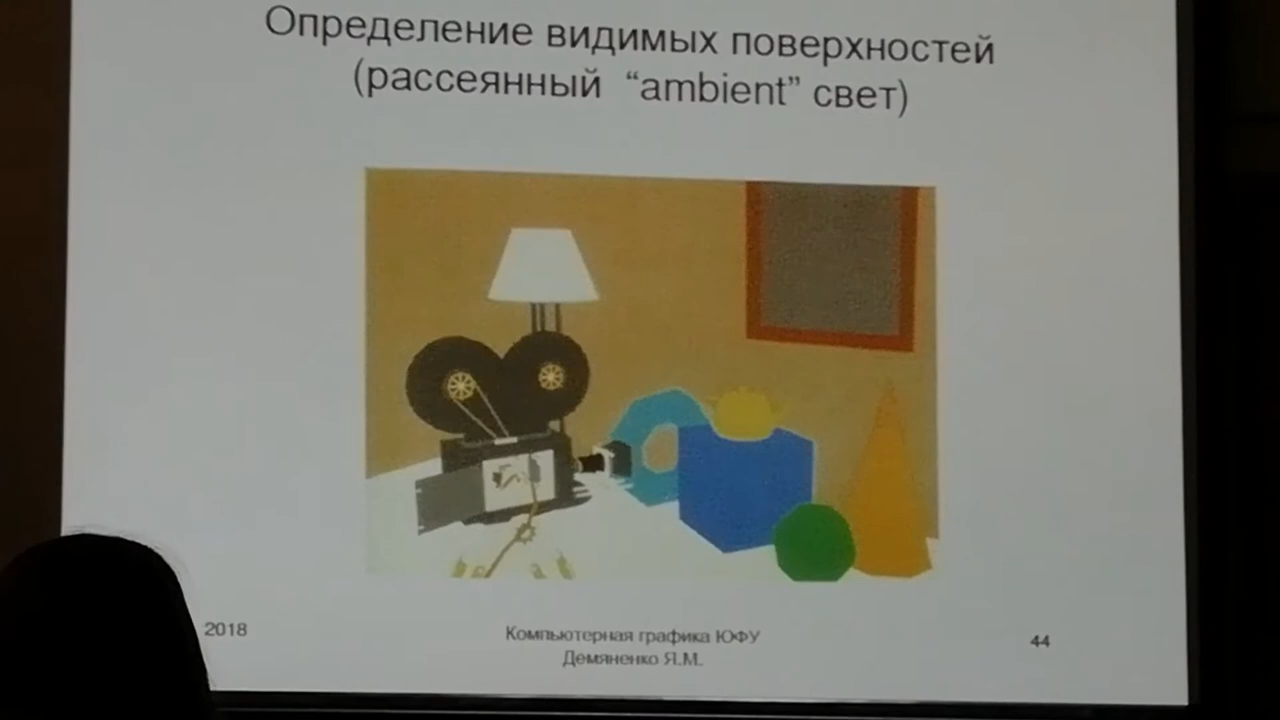 Определение видимых поверхностей
(рассеянный “ambient” свет)
2018
Компьютерная графика ЮФУ
Демяненко Я.М.
44